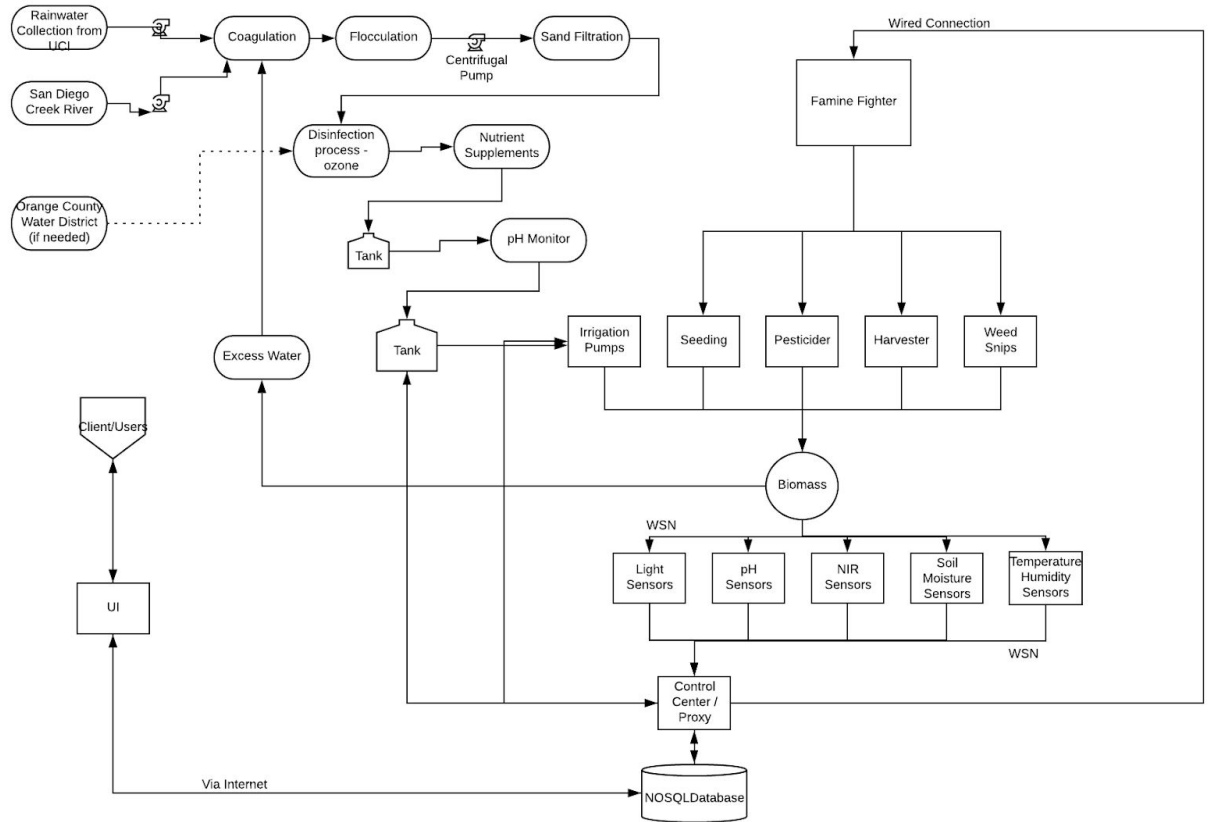 Wired Connection
Rainwater
Collection from
UCI
Coagulation
Flocculation
Centrifugal
Pump
Sand Filtration
San Diego
Creek River
Famine Fighter
Disinfection
process -
ozone
Nutrient
Supplements
Orange County
Water District
(if needed)
Tank
pH Monitor
Excess Water
Tank
Irrigation
Pumps
Seeding
Pesticider
Harvester
Weed
Snips
Client/Users
Biomass
WSN
Light
Sensors
pH
Sensors
NIR
Sensors
Soil
Moisture
Sensors
Temperature
Humidity
Sensors
UI
WSN
Control
Center /
Proxy
Via Internet
NOSQLDatabase